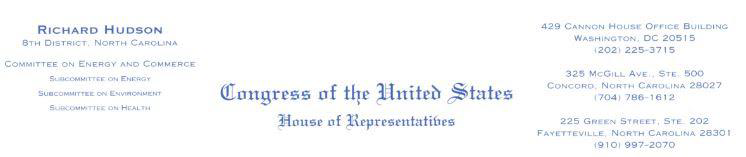 RICHARD HUDSON
8TH DISTRICT, NORTH CAROLINA
COMMITTEE ON ENERGY AND COMMERCE
SUBCOMMITTEE ON ENERGY
SUBCOMMITTEE ON ENVIRONMENT
SUBCOMMITTEE ON HEALTH
Congress of the United States
House of Representatives
429 CANNON HOUSE OFFICE BUILDING
WASHINGTON, DC 20515
(202) 225-3715
325 MCGILL AVE., STE. 500
CONCORD, NORTH CAROLINA 28027
(704) 786-1612
225 GREEN STREET, STE. 202
FAYETTEVILLE, NORTH CAROLINA 28301
(910) 997-2070